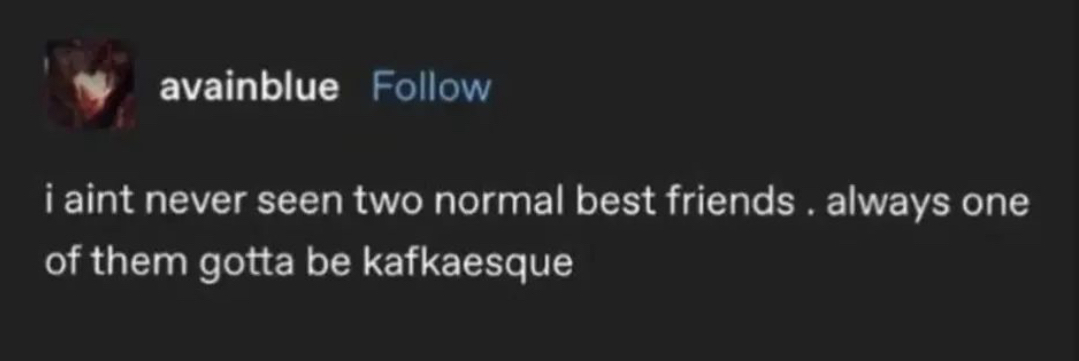 avainblue Follow
i aint never seen two normal best friends . always one
of them gotta be kafkaesque